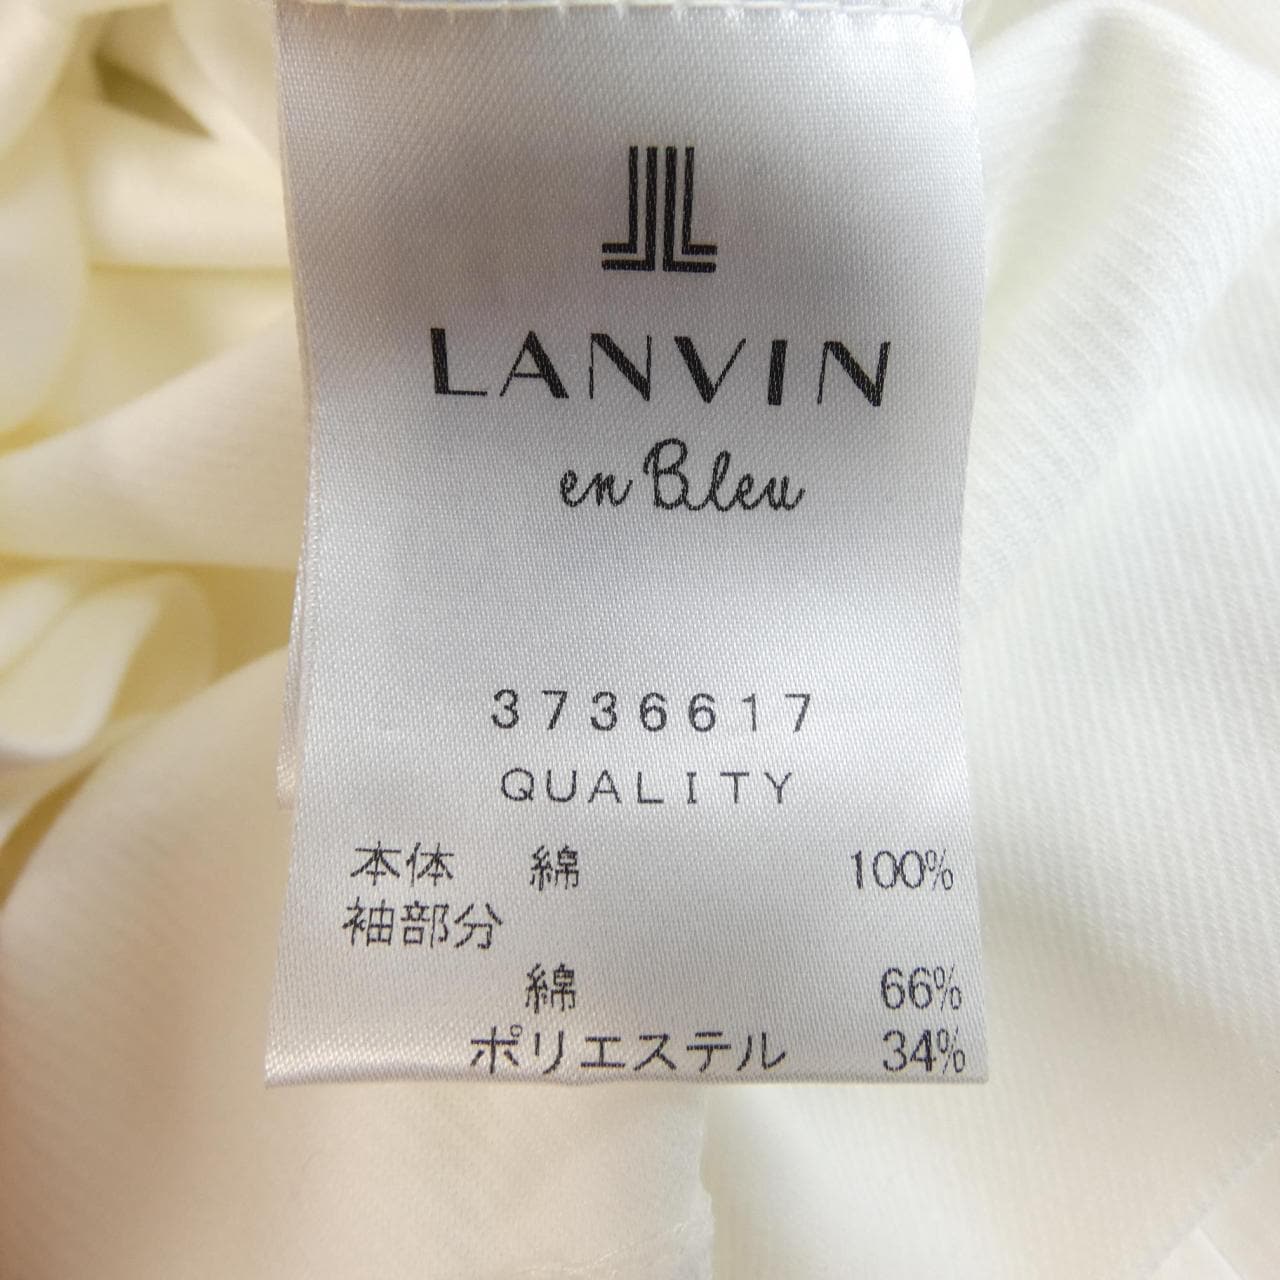 LANVIN
en Bleu
3736617
QUALITY
本体 綿 100%
袖部分
綿 66%
ポリエステル 34%